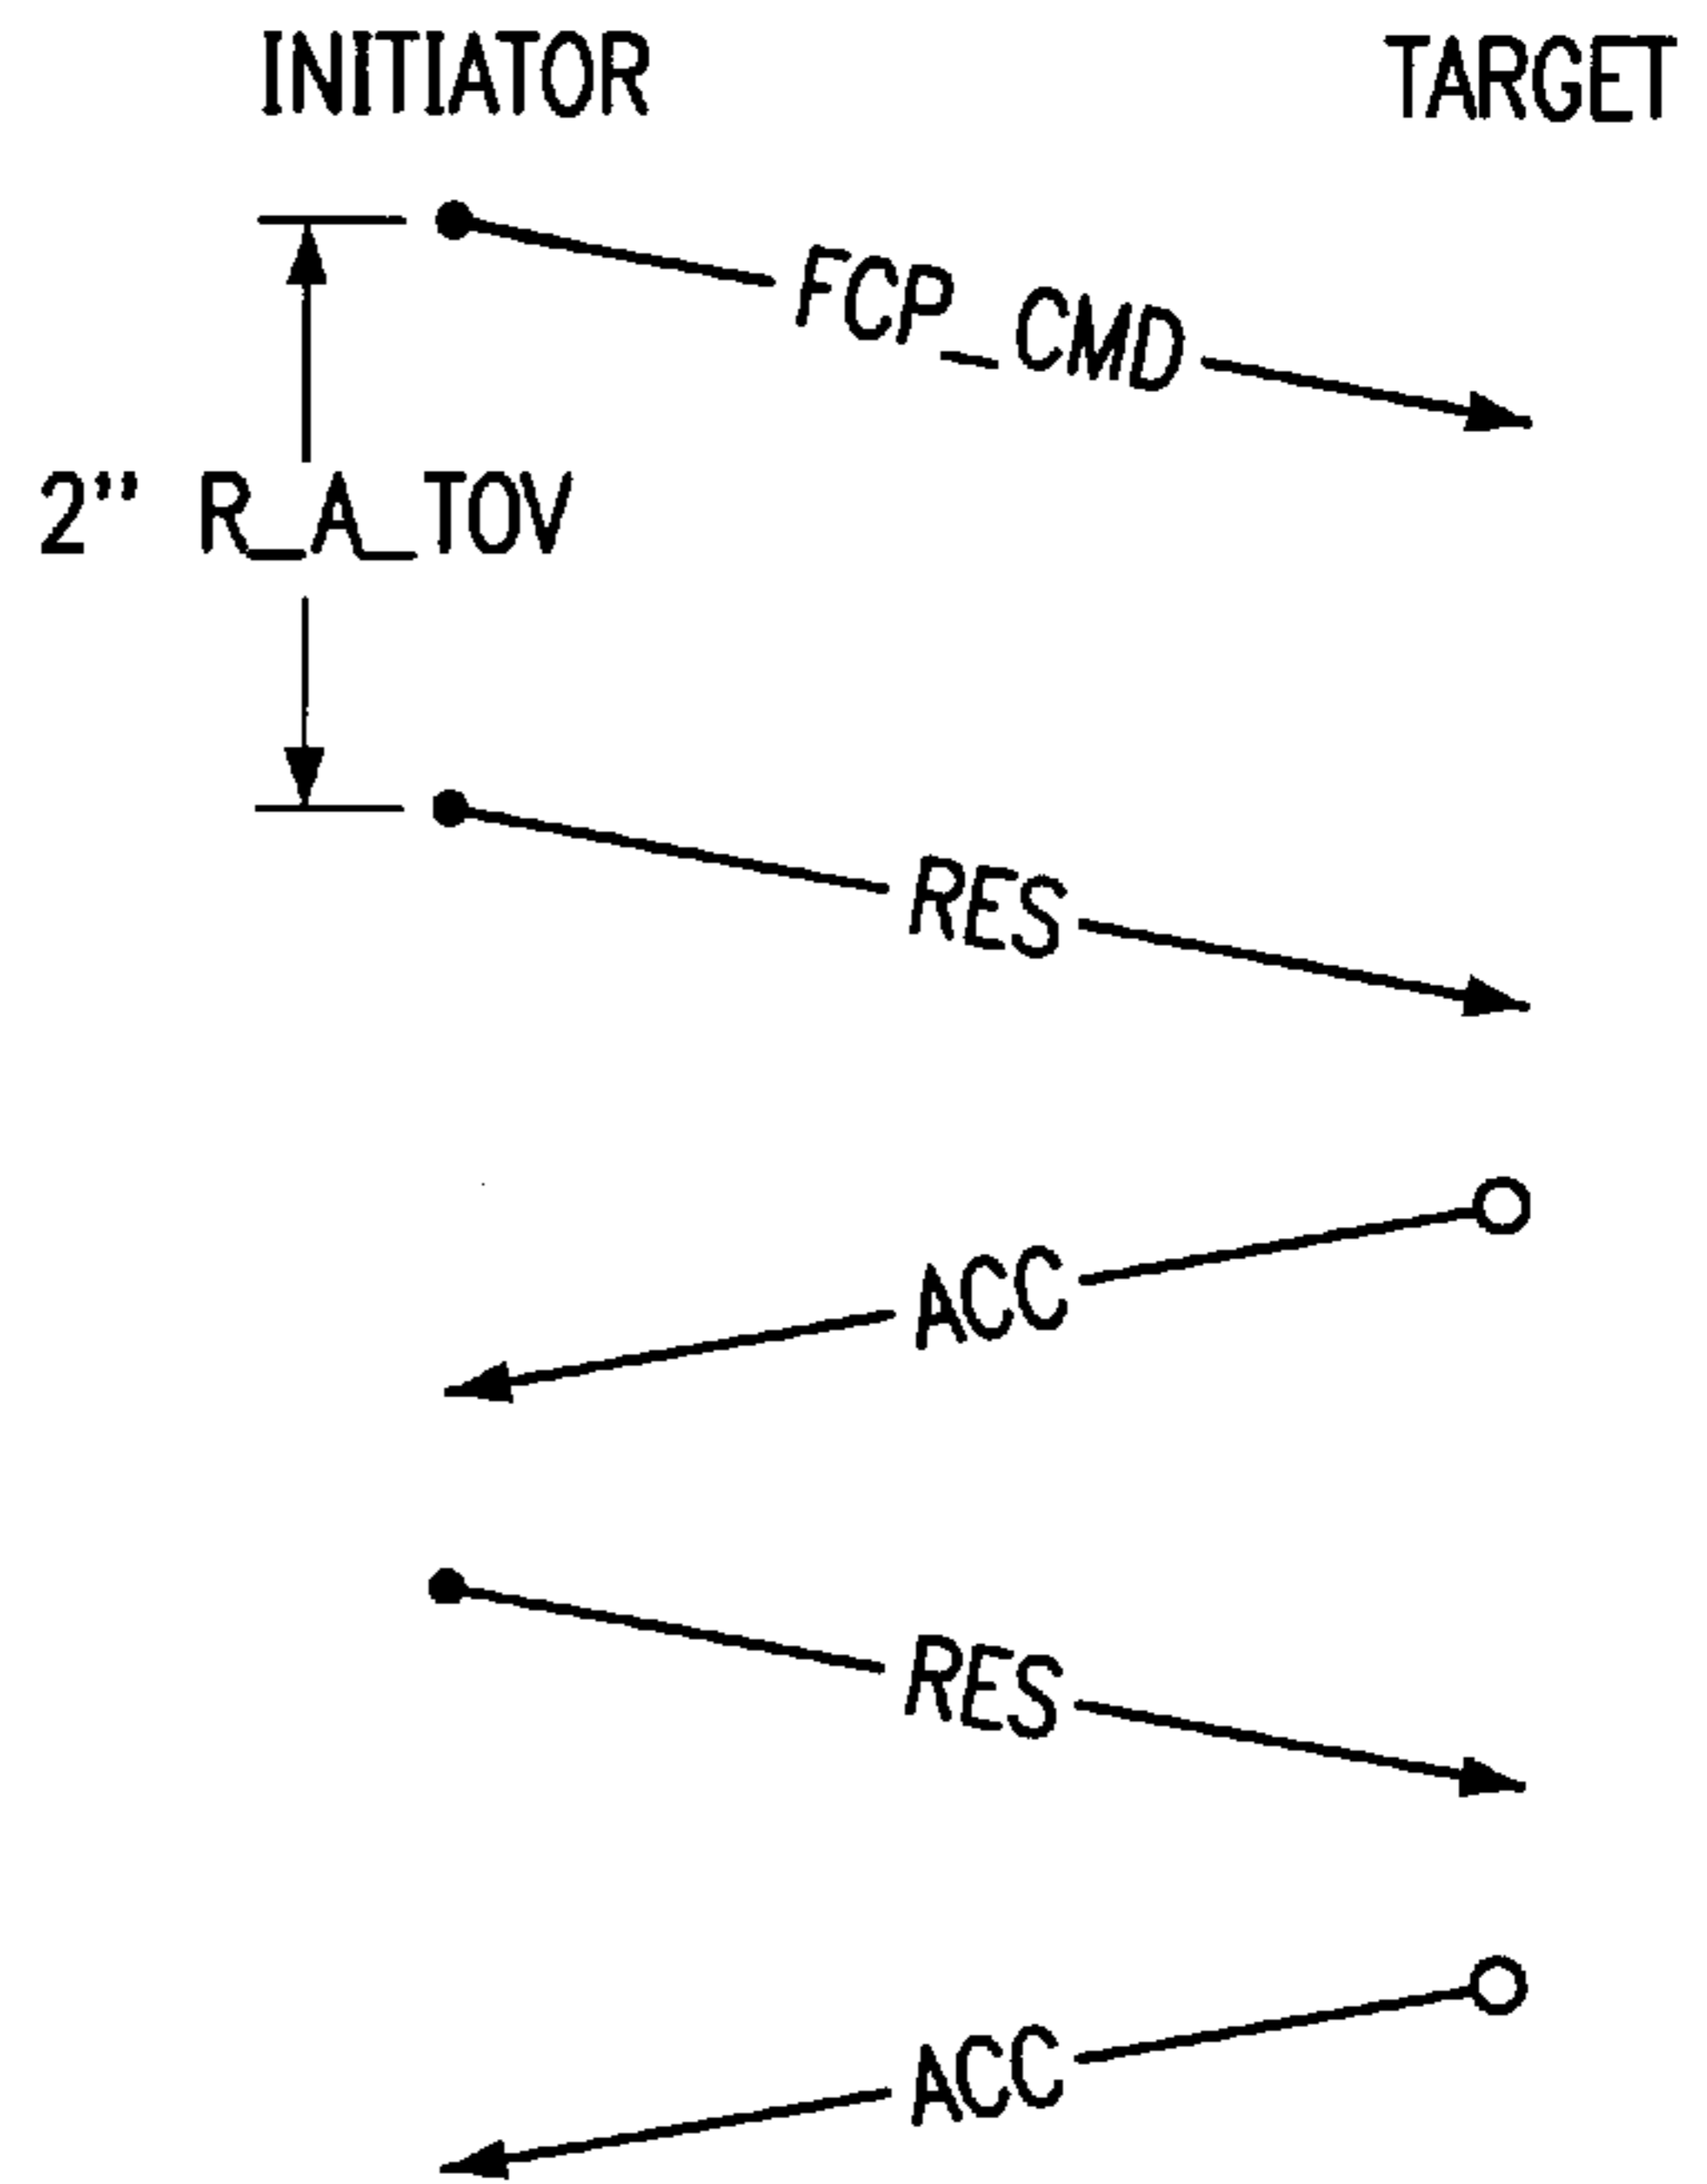 INITIATOR TARGET
FCP_CMD
2” R_A_TOV
RES
ACC
RES
ACC